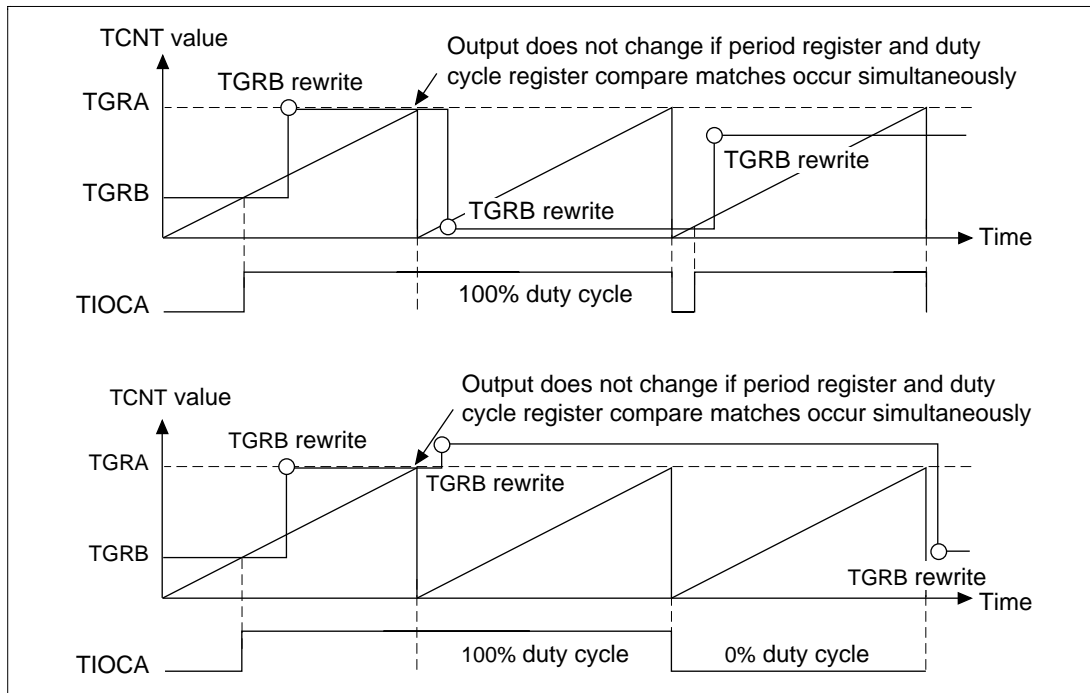 TCNT value
Output does not change if period register and duty
cycle register compare matches occur simultaneously
TGRB rewrite
TGRA
TGRB rewrite
TGRB
TGRB rewrite
Time
100% duty cycle
TIOCA
Output does not change if period register and duty
cycle register compare matches occur simultaneously
TCNT value
TGRB rewrite
TGRA
TGRB rewrite
TGRB
TGRB rewrite
Time
100% duty cycle
0% duty cycle
TIOCA